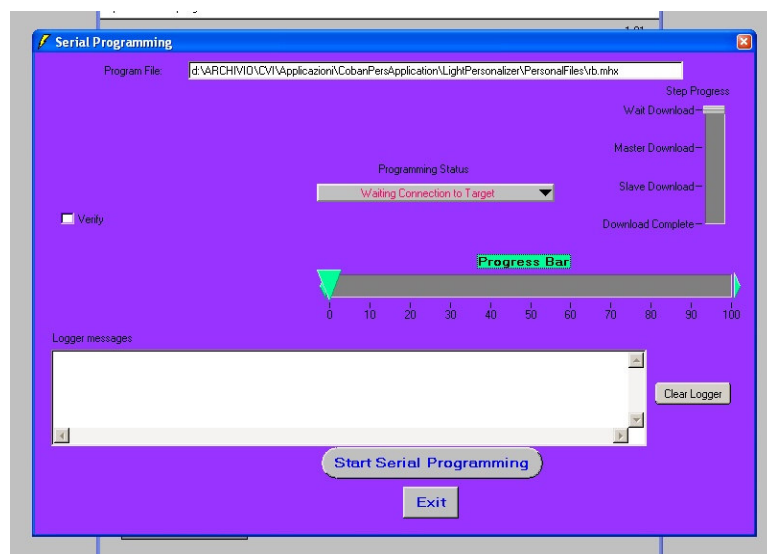 1.01
Serial Programming
Program File:
d:\ARCHIVIO\CVI\Applicazioni\CobanPersApplication\LightPersonalizer\PersonalFiles\rb.mhx
Step Progress
Wait Download
Master Download
Slave Download
Download Complete
Programming Status
Waiting Connection to Target
Verify
Progress Bar
0 10 20 30 40 50 60 70 80 90 100
Logger messages
Clear Logger
Start Serial Programming
Exit